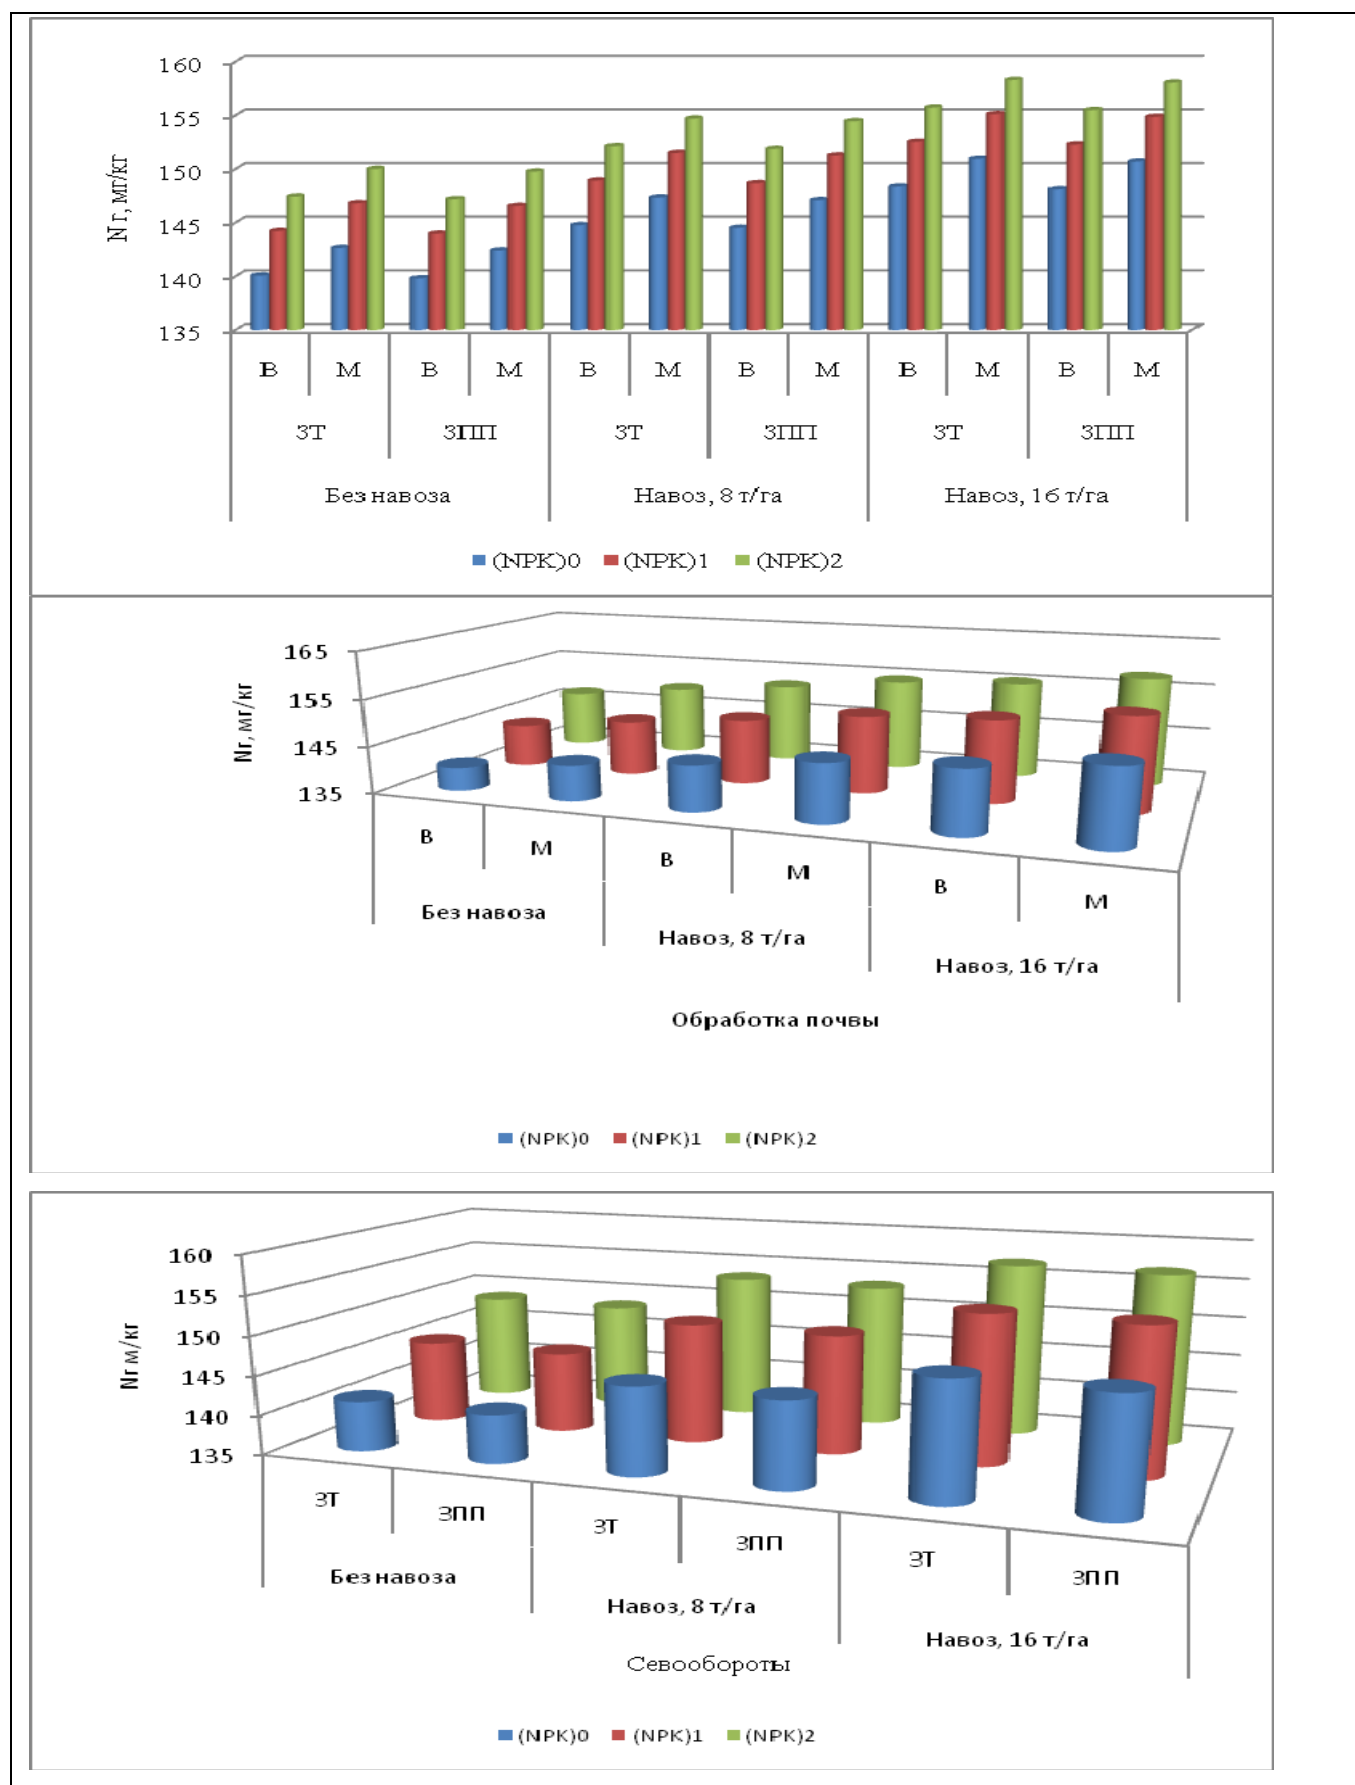 160
155
150
145
140
135
Nг, мг/кг
В М В М В М В М В М В М
ЗТ ЗПП ЗТ ЗПП ЗТ ЗПП
Без навоза Навоз, 8 т/га Навоз, 16 т/га
(NPK)0 (NPK)1 (NPK)2
165
155
145
135
Nг, мг/кг
В М В М В М
Без навоза Навоз, 8 т/га Навоз, 16 т/га
Обработка почвы
(NPK)0 (NPK)1 (NPK)2
160
155
150
145
140
135
Nг м/кг
ЗТ ЗПП ЗТ ЗПП ЗТ ЗПП
Без навоза Навоз, 8 т/га Навоз, 16 т/га
Севообороты
(NPK)0 (NPK)1 (NPK)2